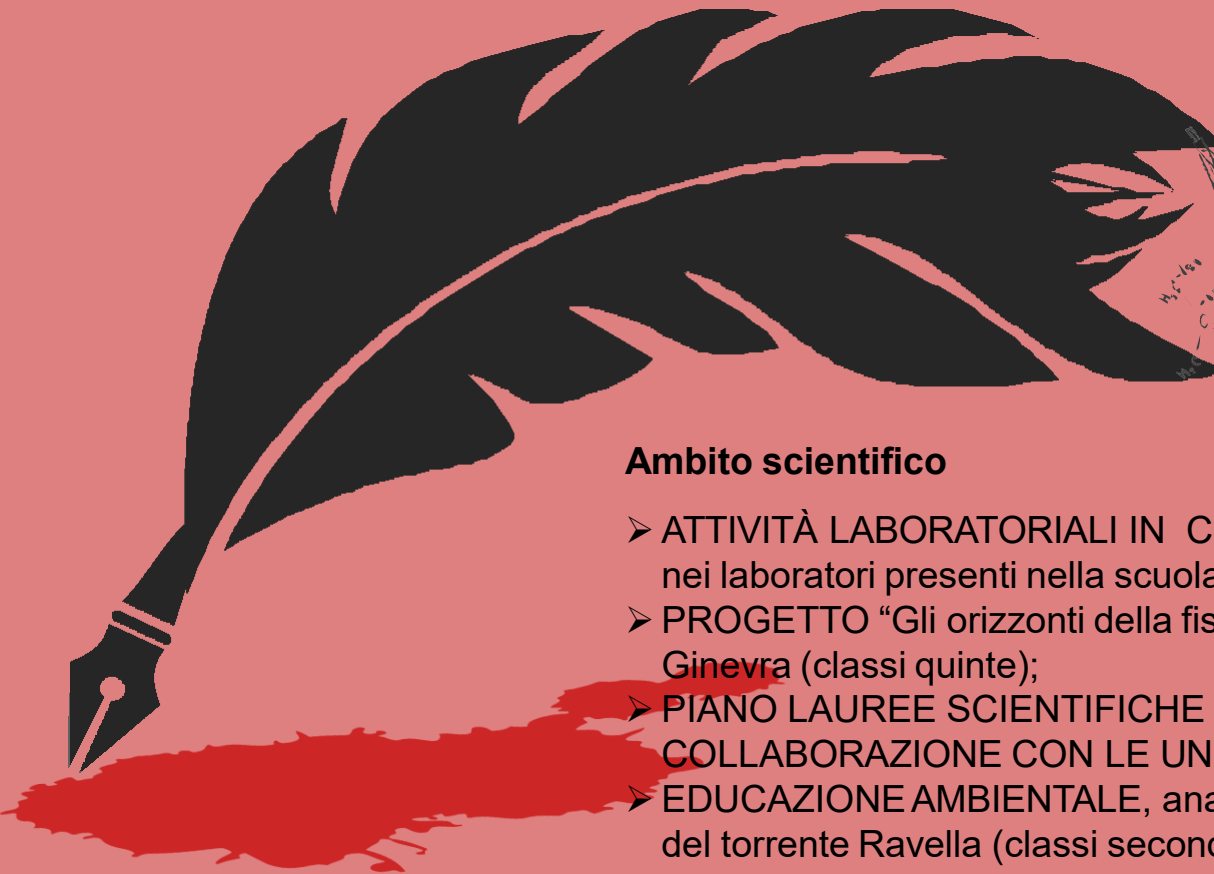 Ambito scientifico
➢ ATTIVITÀ LABORATORIALI IN C
nei laboratori presenti nella scuola
➢ PROGETTO “Gli orizzonti della fis
Ginevra (classi quinte);
➢ PIANO LAUREE SCIENTIFICHE
COLLABORAZIONE CON LE UN
➢ EDUCAZIONE AMBIENTALE, ana
del torrente Ravella (classi second